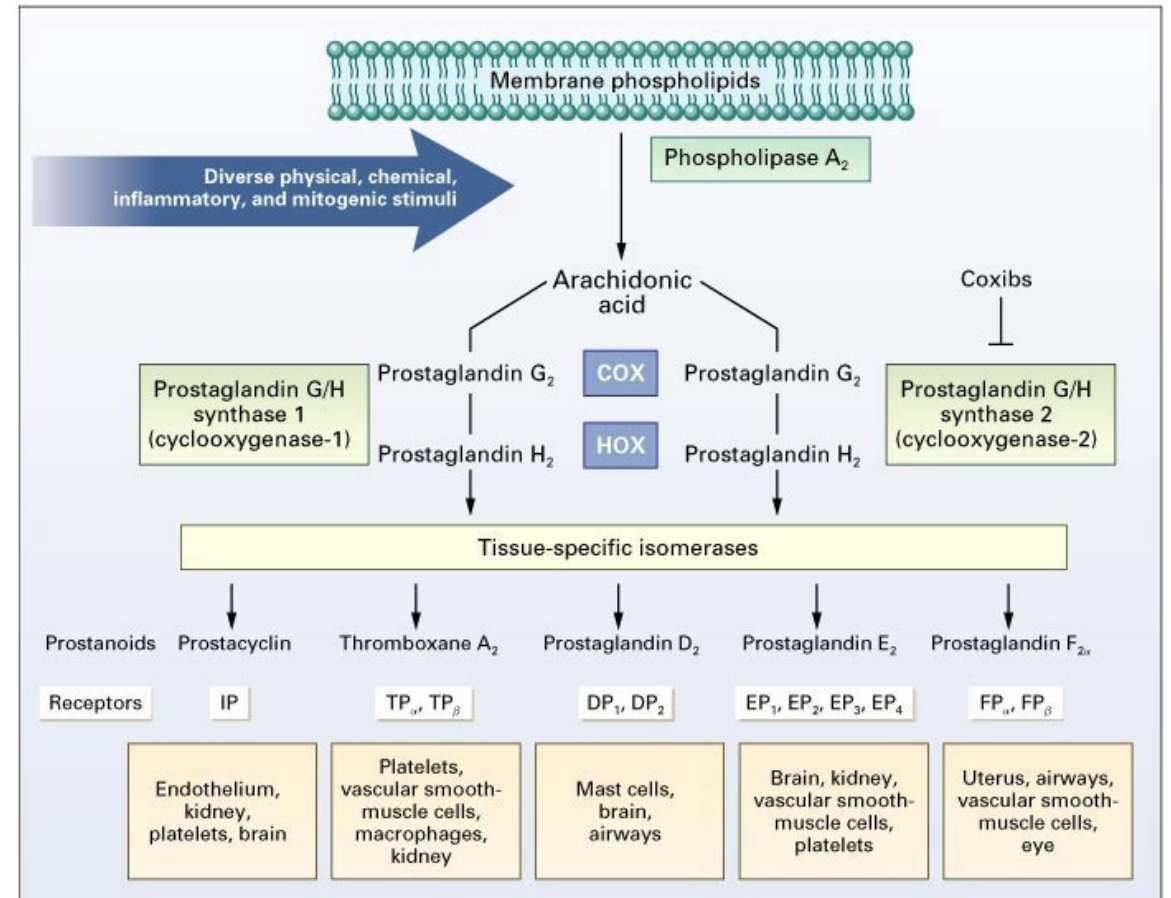 Membrane phospholipids
Phospholipase A₂
Diverse physical, chemical,
inflammatory, and mitogenic stimuli
Arachidonic
acid
Coxibs
Prostaglandin G/H
synthase 1
(cyclooxygenase-1)
Prostaglandin G₂
COX
Prostaglandin G₂
Prostaglandin G/H
synthase 2
(cyclooxygenase-2)
Prostaglandin H₂
HOX
Prostaglandin H₂
Tissue-specific isomerases
Prostanoids
Prostacyclin
Thromboxane A₂
Prostaglandin D₂
Prostaglandin E₂
Prostaglandin F₂α
Receptors
IP
TPα, TPβ
DP₁, DP₂
EP₁, EP₂, EP₃, EP₄
FPα, FPβ
Endothelium,
kidney,
platelets, brain
Platelets,
vascular smooth-
muscle cells,
macrophages,
kidney
Mast cells,
brain,
airways
Brain, kidney,
vascular smooth-
muscle cells,
platelets
Uterus, airways,
vascular smooth-
muscle cells,
eye